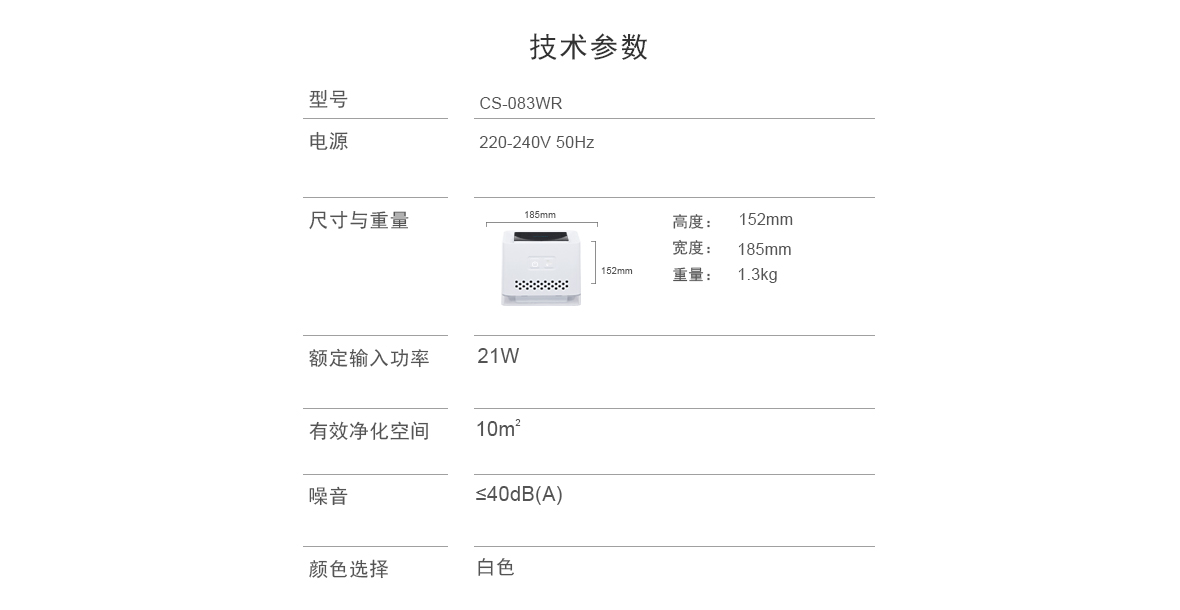 技术参数
型号 CS-083WR
电源 220-240V 50Hz
尺寸与重量
185mm
152mm
高度： 152mm
宽度： 185mm
重量： 1.3kg
额定输入功率 21W
有效净化空间 10m²
噪音 ≤40dB(A)
颜色选择 白色